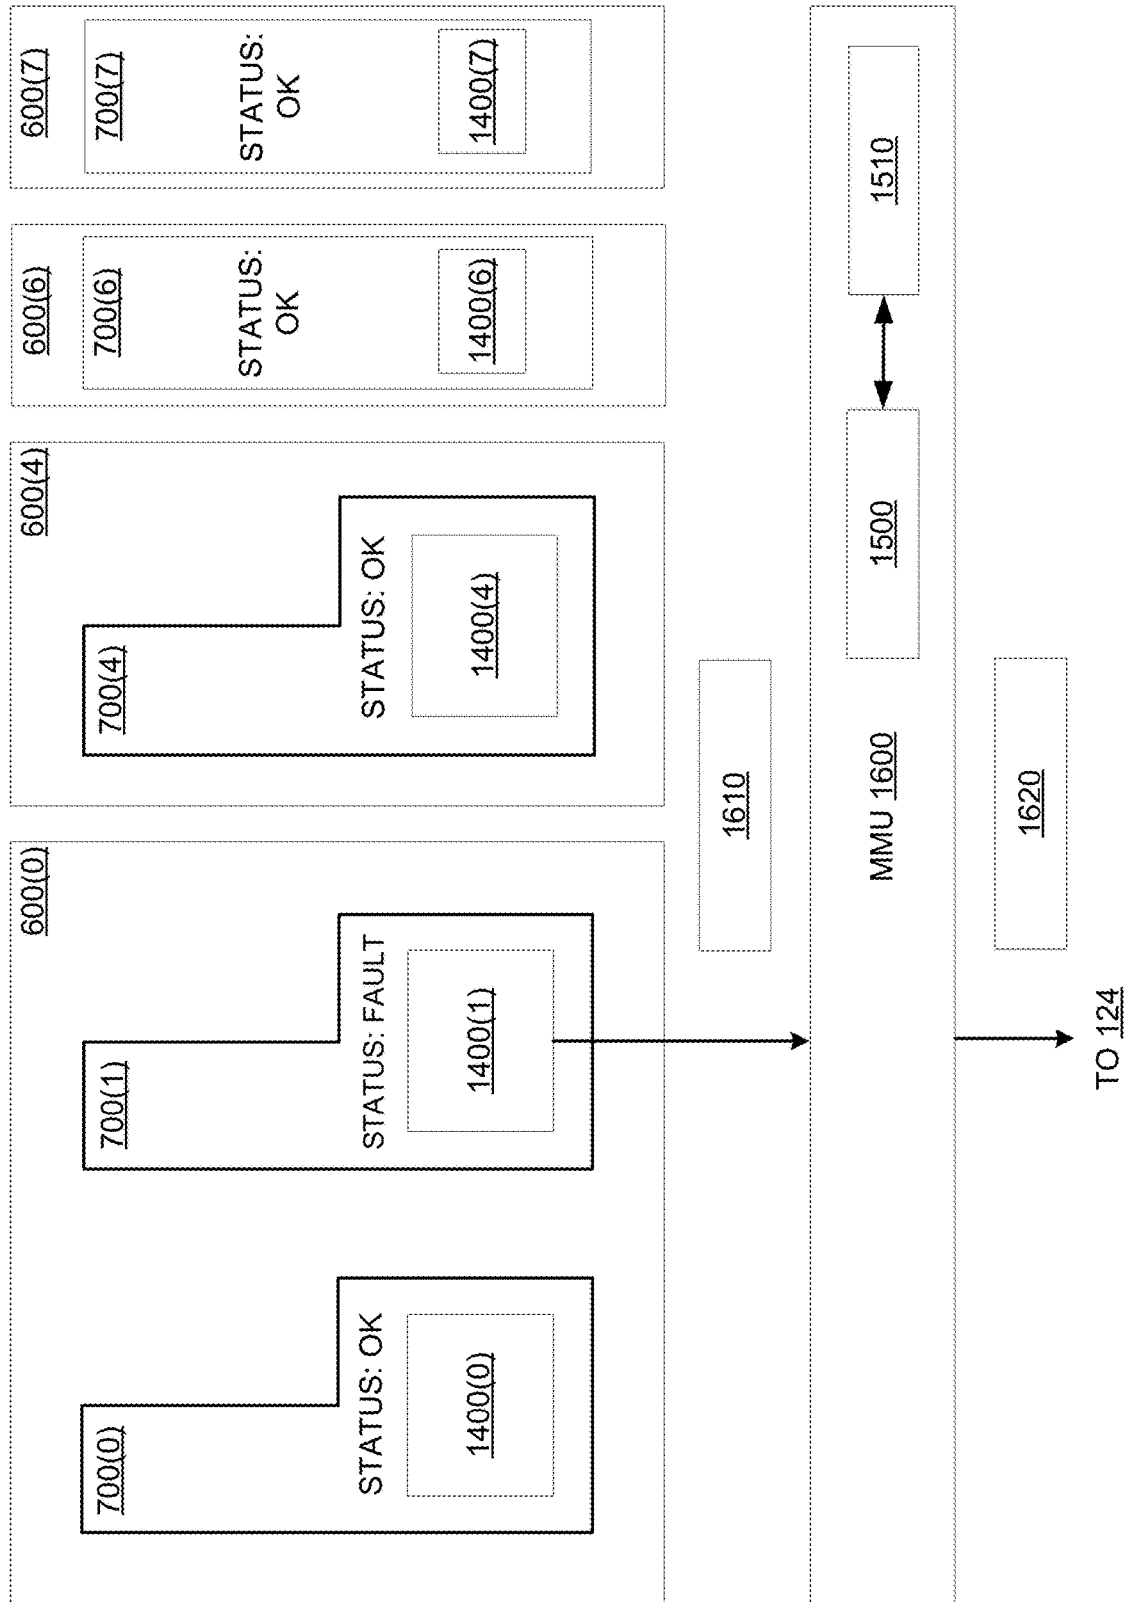 600(0)
700(0)
STATUS: OK
1400(0)
700(1)
STATUS: FAULT
1400(1)
600(4)
700(4)
STATUS: OK
1400(4)
600(6)
700(6)
STATUS:
OK
1400(6)
600(7)
700(7)
STATUS:
OK
1400(7)
1610
MMU 1600
1500
1510
1620
TO 124